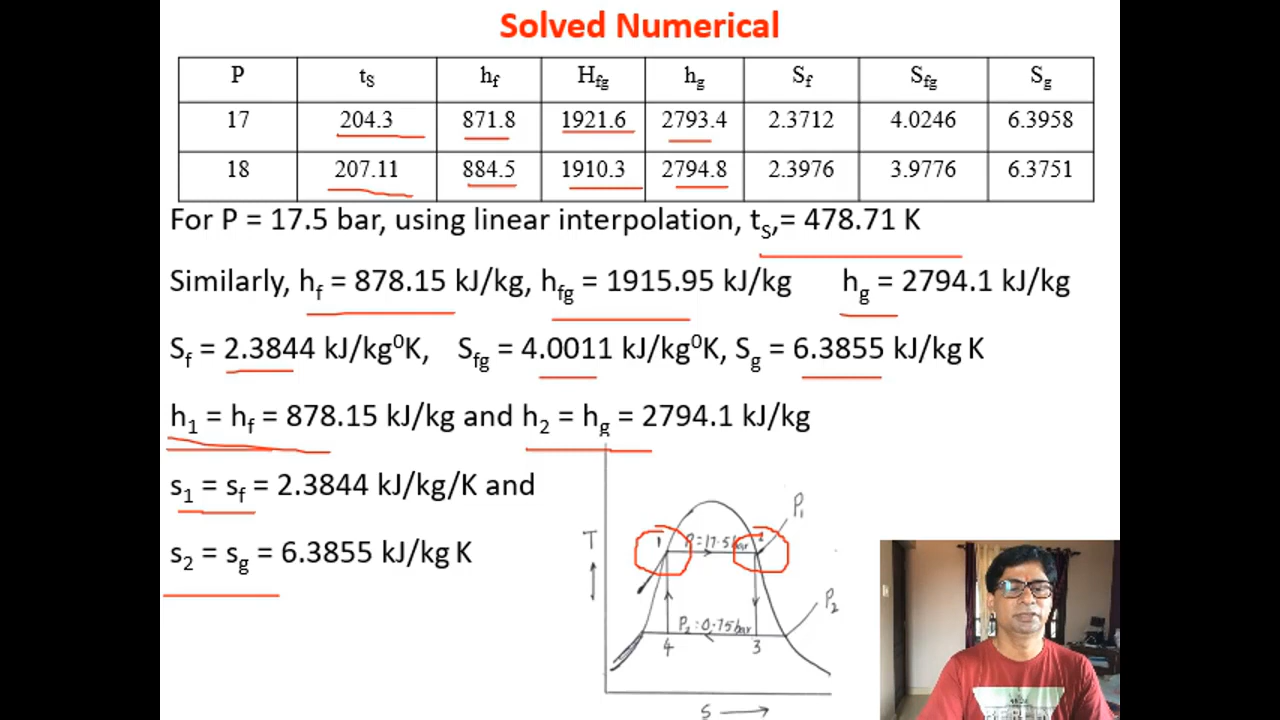 Solved Numerical
P tS hf Hfg hg Sf Sfg Sg
17 204.3 871.8 1921.6 2793.4 2.3712 4.0246 6.3958
18 207.11 884.5 1910.3 2794.8 2.3976 3.9776 6.3751
For P = 17.5 bar, using linear interpolation, tS,= 478.71 K
Similarly, hf = 878.15 kJ/kg, hfg = 1915.95 kJ/kg hg = 2794.1 kJ/kg
Sf = 2.3844 kJ/kg⁰K, Sfg = 4.0011 kJ/kg⁰K, Sg = 6.3855 kJ/kg K
h1 = hf = 878.15 kJ/kg and h2 = hg = 2794.1 kJ/kg
s1 = sf = 2.3844 kJ/kg/K and
s2 = sg = 6.3855 kJ/kg K
P1
T
1 P=17.5bar 2
P2
P2=0.75bar
4 3
S